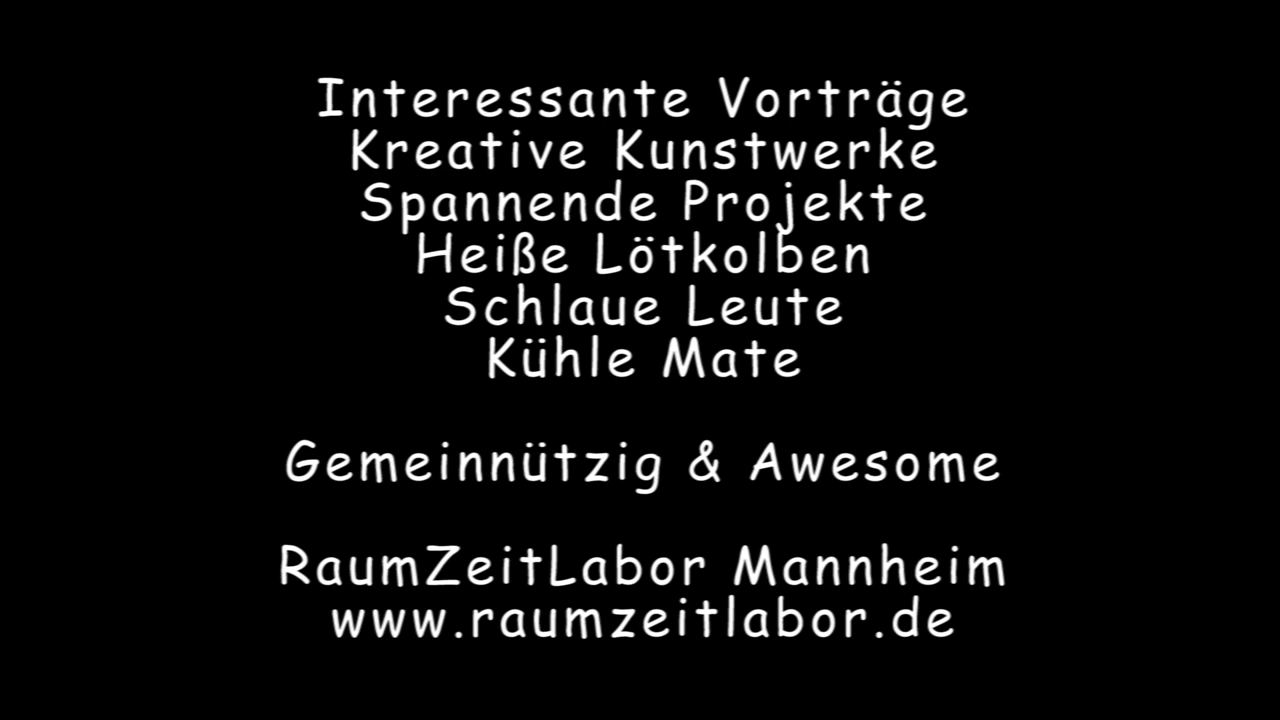 Interessante Vorträge
Kreative Kunstwerke
Spannende Projekte
Heiße Lötkolben
Schlaue Leute
Kühle Mate
Gemeinnützig & Awesome
RaumZeitLabor Mannheim
www.raumzeitlabor.de